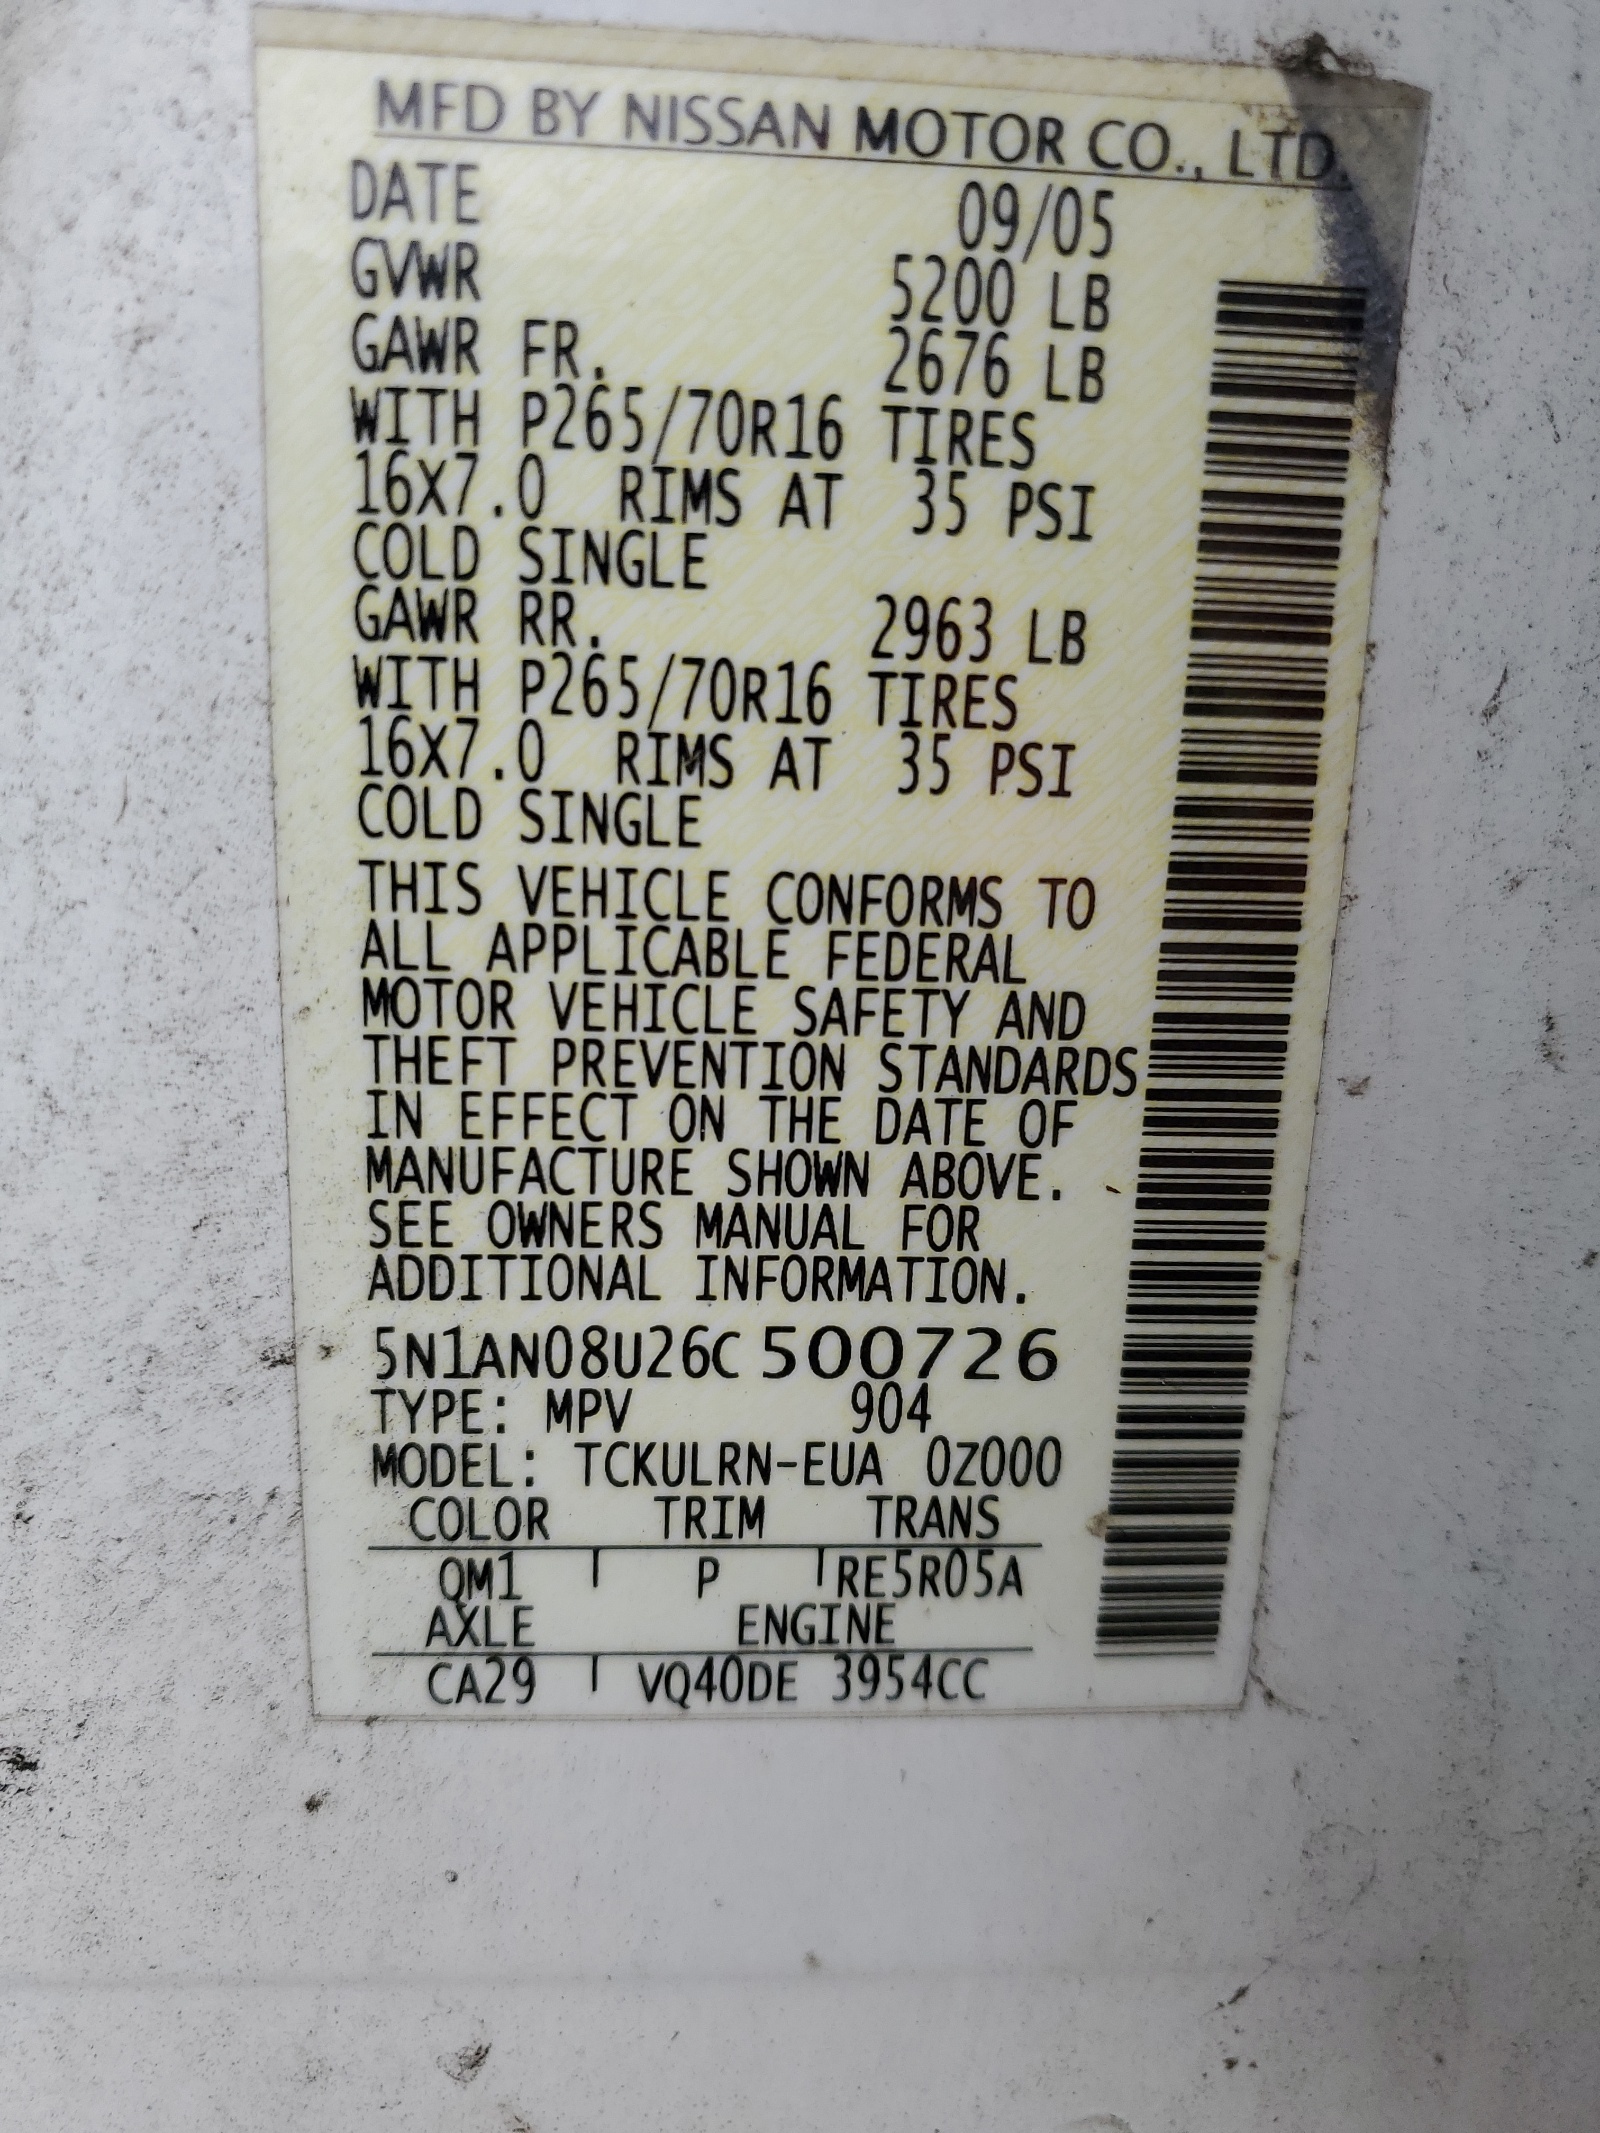 MFD BY NISSAN MOTOR CO., LTD.
DATE 09/05
GVWR 5200 LB
GAWR FR. 2676 LB
WITH P265/70R16 TIRES
16X7.0 RIMS AT 35 PSI
COLD SINGLE
GAWR RR. 2963 LB
WITH P265/70R16 TIRES
16X7.0 RIMS AT 35 PSI
COLD SINGLE
THIS VEHICLE CONFORMS TO
ALL APPLICABLE FEDERAL
MOTOR VEHICLE SAFETY AND
THEFT PREVENTION STANDARDS
IN EFFECT ON THE DATE OF
MANUFACTURE SHOWN ABOVE.
SEE OWNERS MANUAL FOR
ADDITIONAL INFORMATION.
5N1AN08U26C500726
TYPE: MPV 904
MODEL: TCKULRN-EUA 0Z000
COLOR TRIM TRANS
QM1 P RE5R05A
AXLE ENGINE
CA29 VQ40DE 3954CC